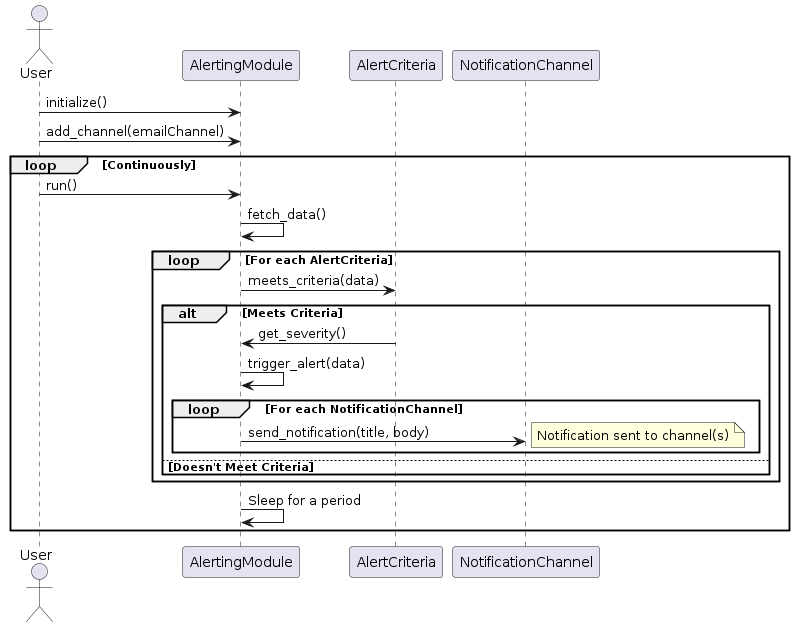 User
AlertingModule
AlertCriteria
NotificationChannel
initialize()
add_channel(emailChannel)
loop
[Continuously]
run()
fetch_data()
loop
[For each AlertCriteria]
meets_criteria(data)
alt
[Meets Criteria]
get_severity()
trigger_alert(data)
loop
[For each NotificationChannel]
send_notification(title, body)
Notification sent to channel(s)
[Doesn't Meet Criteria]
Sleep for a period
User
AlertingModule
AlertCriteria
NotificationChannel